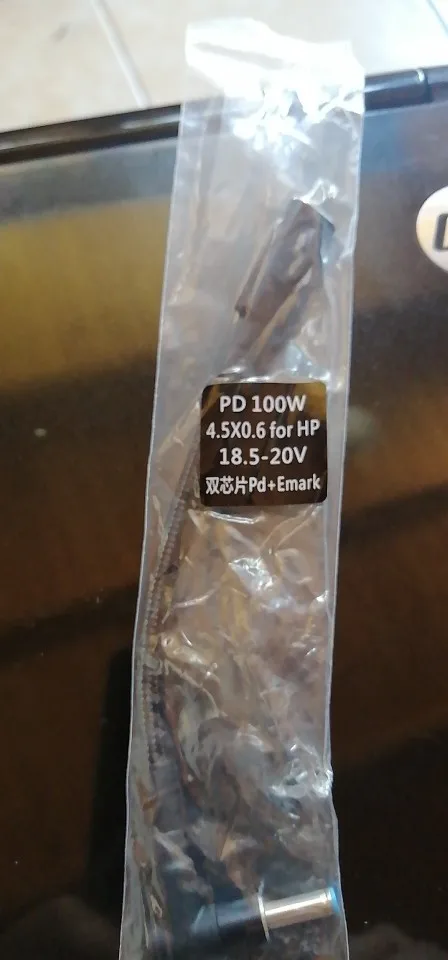 PD 100W
4.5X0.6 for HP
18.5-20V
双芯片Pd+Emark